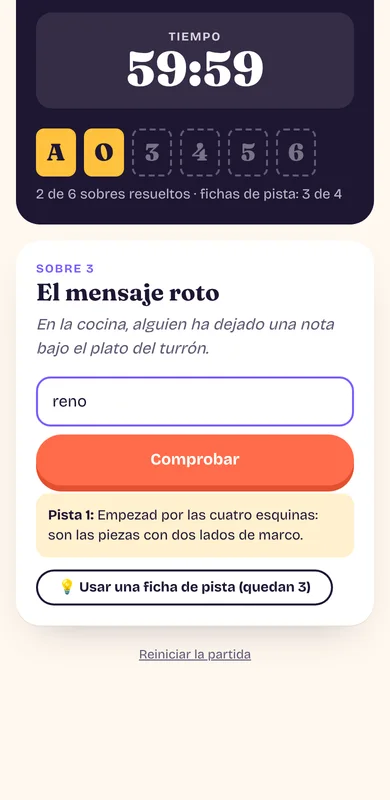 TIEMPO
59:59
A O 3 4 5 6
2 de 6 sobres resueltos · fichas de pista: 3 de 4
SOBRE 3
El mensaje roto
En la cocina, alguien ha dejado una nota
bajo el plato del turrón.
reno
Comprobar
Pista 1: Empezad por las cuatro esquinas:
son las piezas con dos lados de marco.
💡 Usar una ficha de pista (quedan 3)
Reiniciar la partida